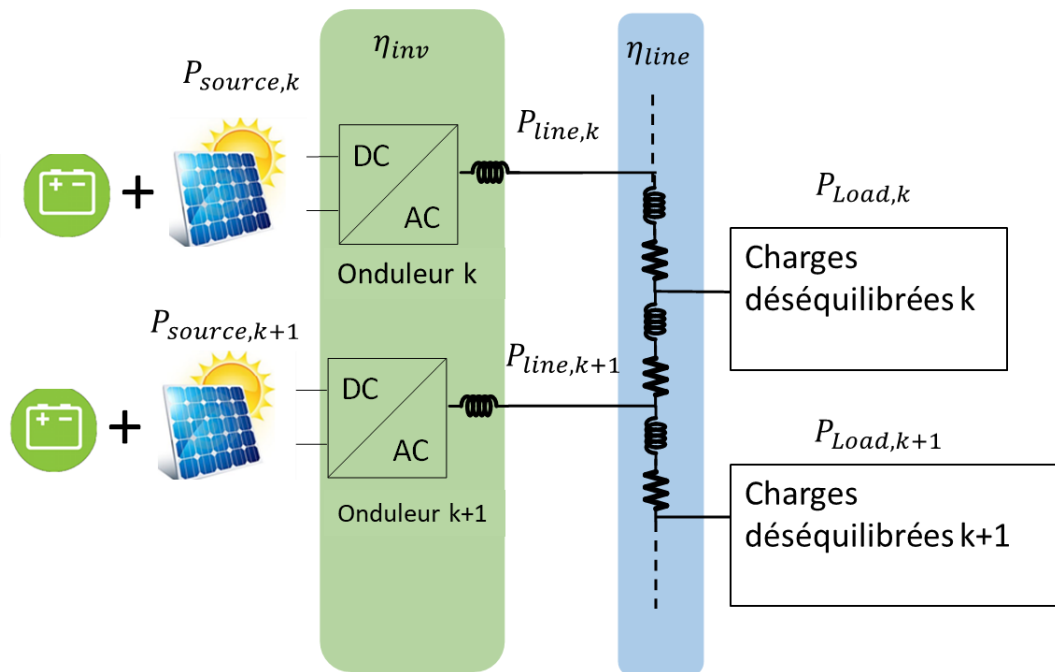 η_inv
η_line
P_source,k
P_line,k
DC
AC
Onduleur k
P_Load,k
Charges
déséquilibrées k
P_source,k+1
P_line,k+1
DC
AC
Onduleur k+1
P_Load,k+1
Charges
déséquilibrées k+1